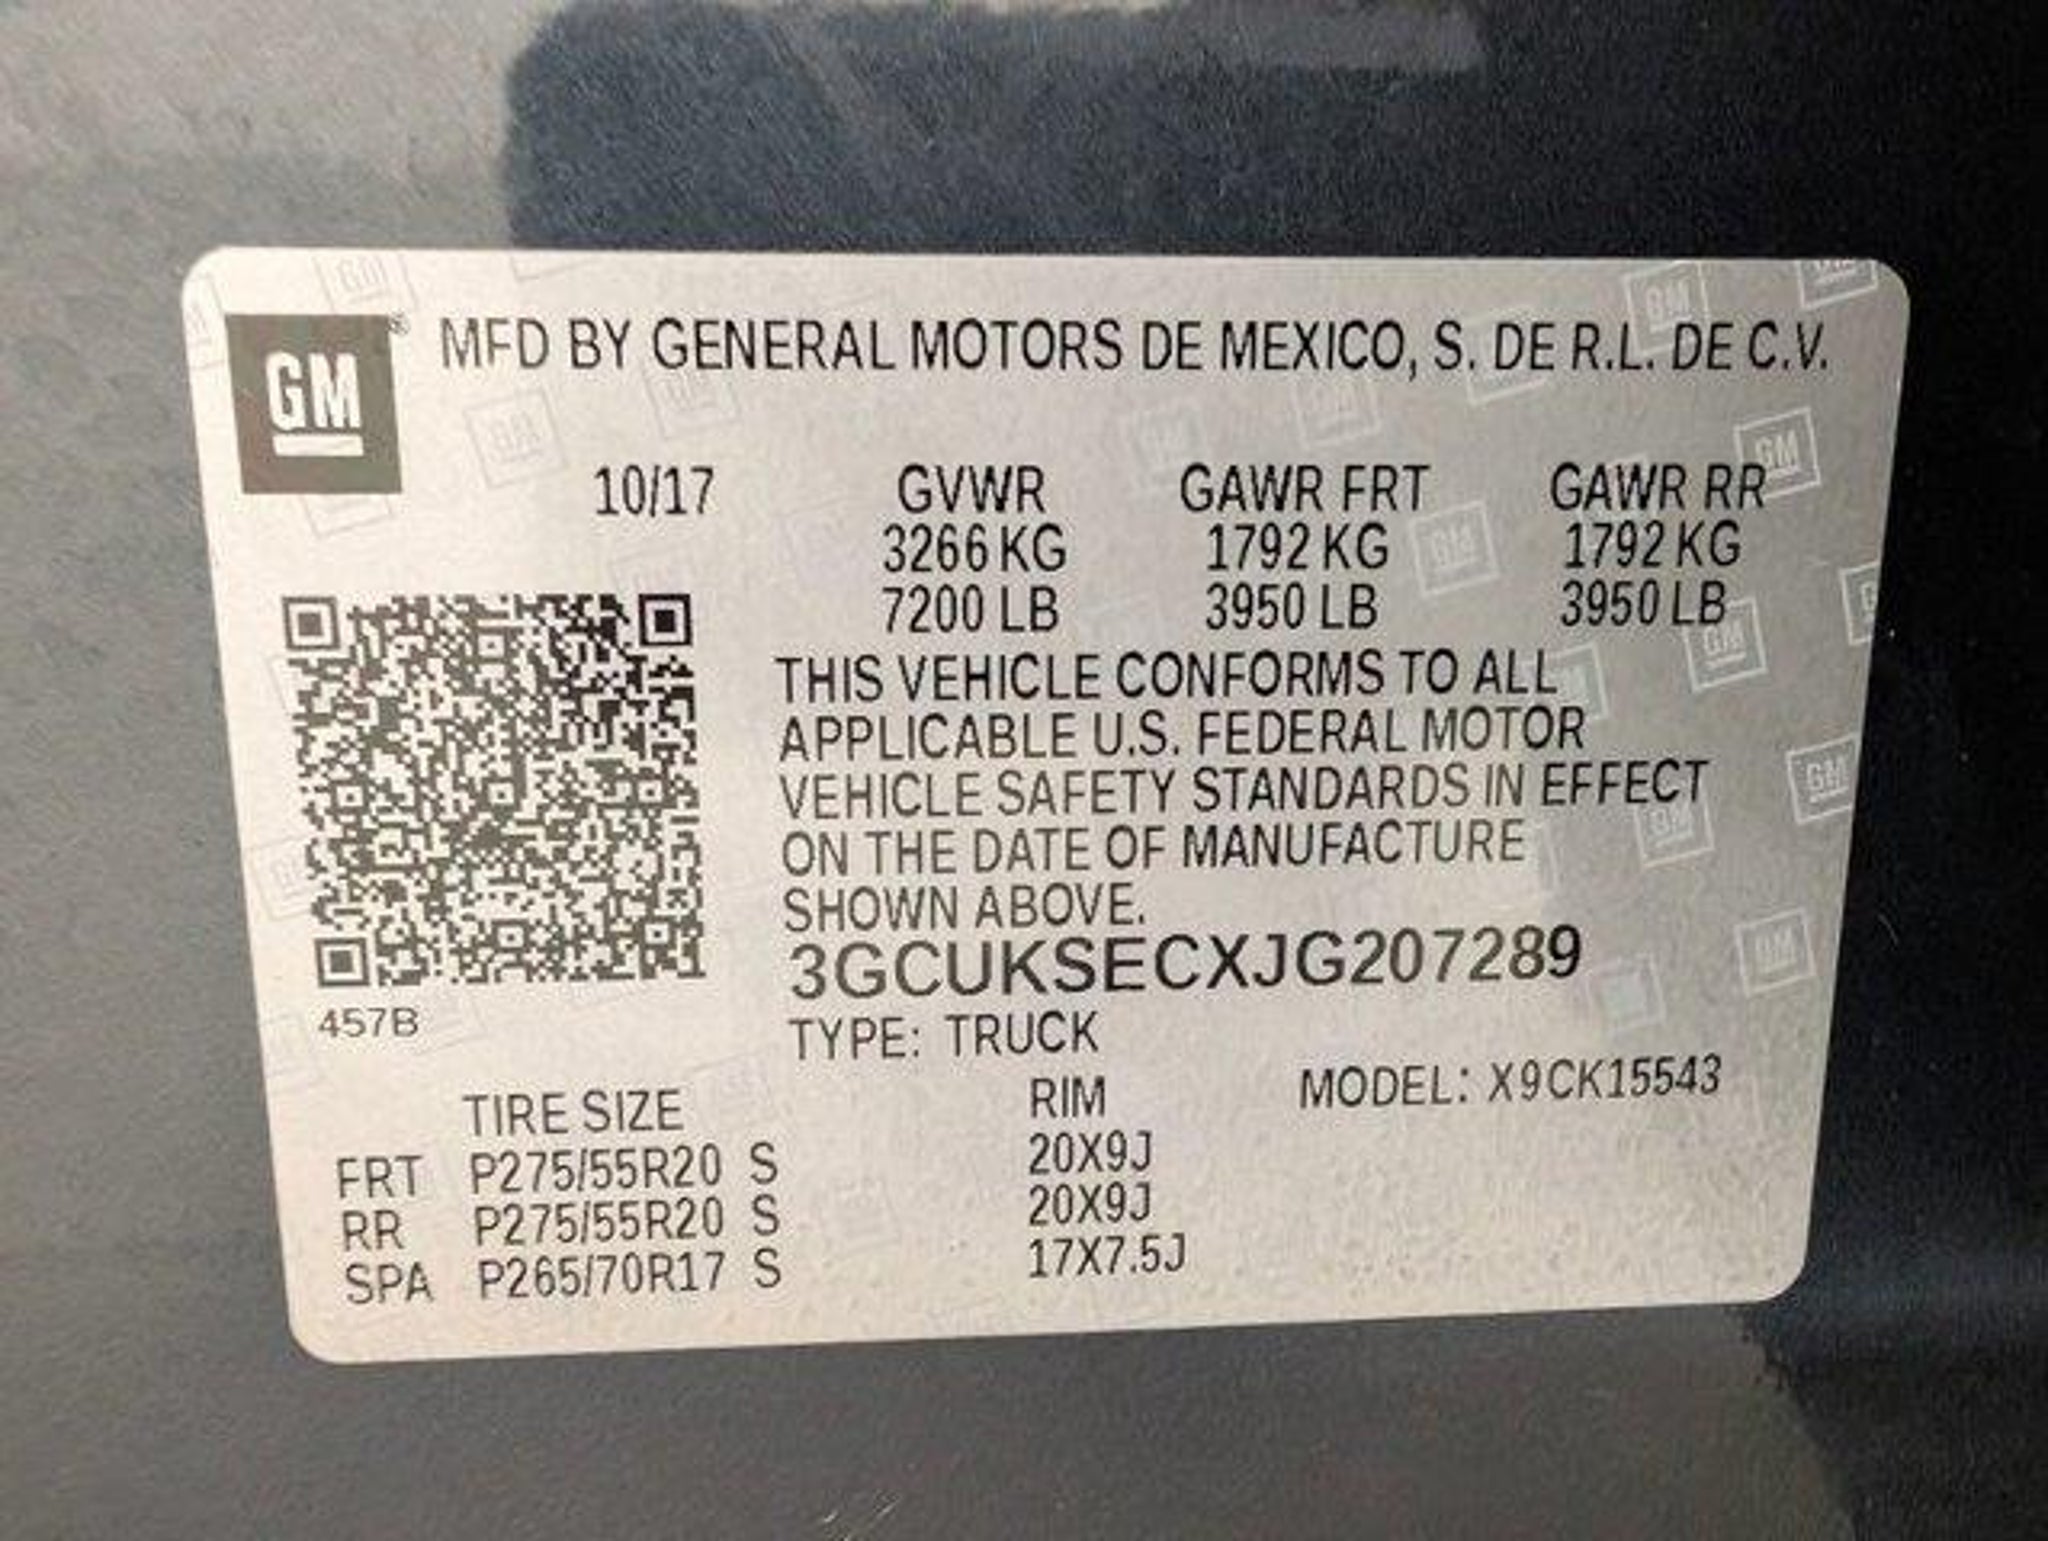 GM ® MFD BY GENERAL MOTORS DE MEXICO, S. DE R.L. DE C.V.
10/17 GVWR GAWR FRT GAWR RR
3266 KG 1792 KG 1792 KG
7200 LB 3950 LB 3950 LB
THIS VEHICLE CONFORMS TO ALL
APPLICABLE U.S. FEDERAL MOTOR
VEHICLE SAFETY STANDARDS IN EFFECT
ON THE DATE OF MANUFACTURE
SHOWN ABOVE.
3GCUKSECXJG207289
457B
TYPE: TRUCK
TIRE SIZE RIM MODEL: X9CK15543
FRT P275/55R20 S 20X9J
RR P275/55R20 S 20X9J
SPA P265/70R17 S 17X7.5J